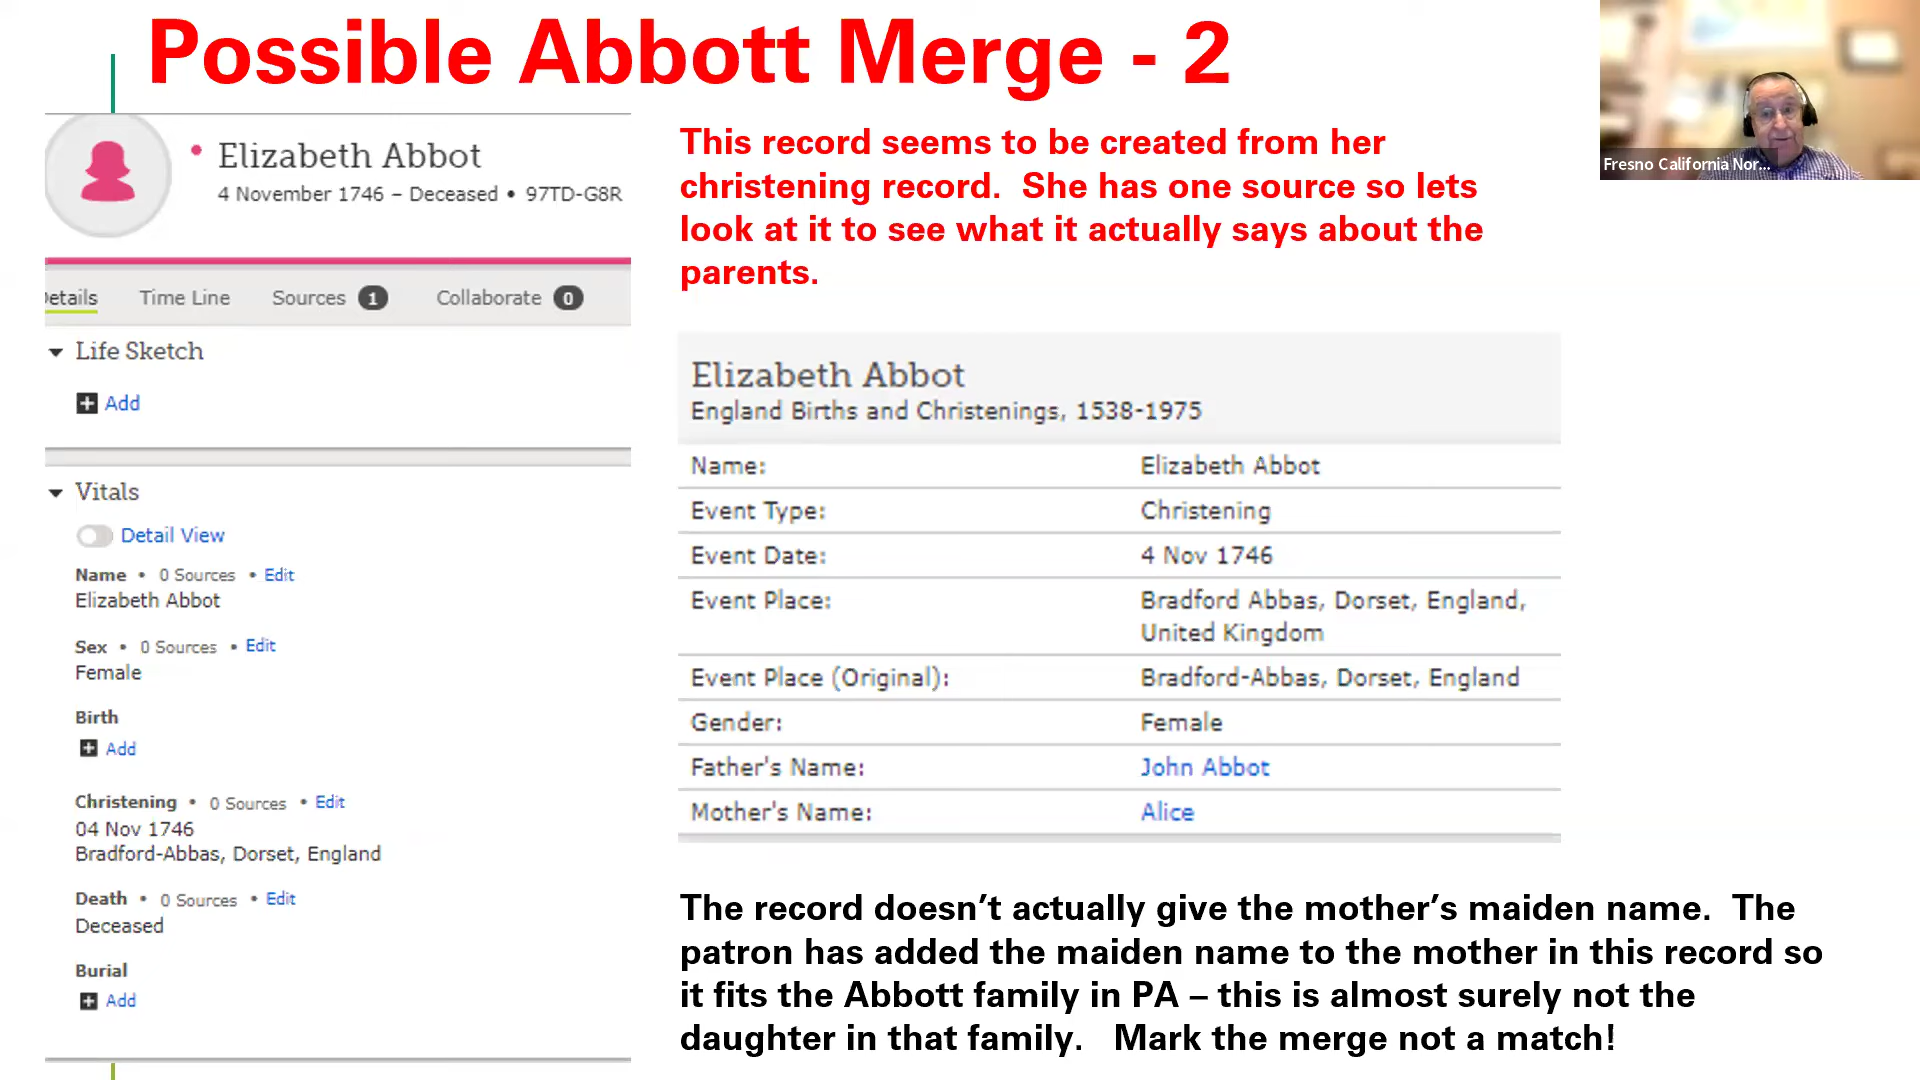 Possible Abbott Merge - 2
Elizabeth Abbot
4 November 1746 – Deceased • 97TD-G8R
etails Time Line Sources 1 Collaborate 0
Life Sketch
Add
Vitals
Detail View
Name • 0 Sources • Edit
Elizabeth Abbot
Sex • 0 Sources • Edit
Female
Birth
Add
Christening • 0 Sources • Edit
04 Nov 1746
Bradford-Abbas, Dorset, England
Death • 0 Sources • Edit
Deceased
Burial
Add
This record seems to be created from her
christening record. She has one source so lets
look at it to see what it actually says about the
parents.
Elizabeth Abbot
England Births and Christenings, 1538-1975
Name: Elizabeth Abbot
Event Type: Christening
Event Date: 4 Nov 1746
Event Place: Bradford Abbas, Dorset, England,
United Kingdom
Event Place (Original): Bradford-Abbas, Dorset, England
Gender: Female
Father's Name: John Abbot
Mother's Name: Alice
The record doesn’t actually give the mother’s maiden name. The
patron has added the maiden name to the mother in this record so
it fits the Abbott family in PA – this is almost surely not the
daughter in that family. Mark the merge not a match!
Fresno California Nor...